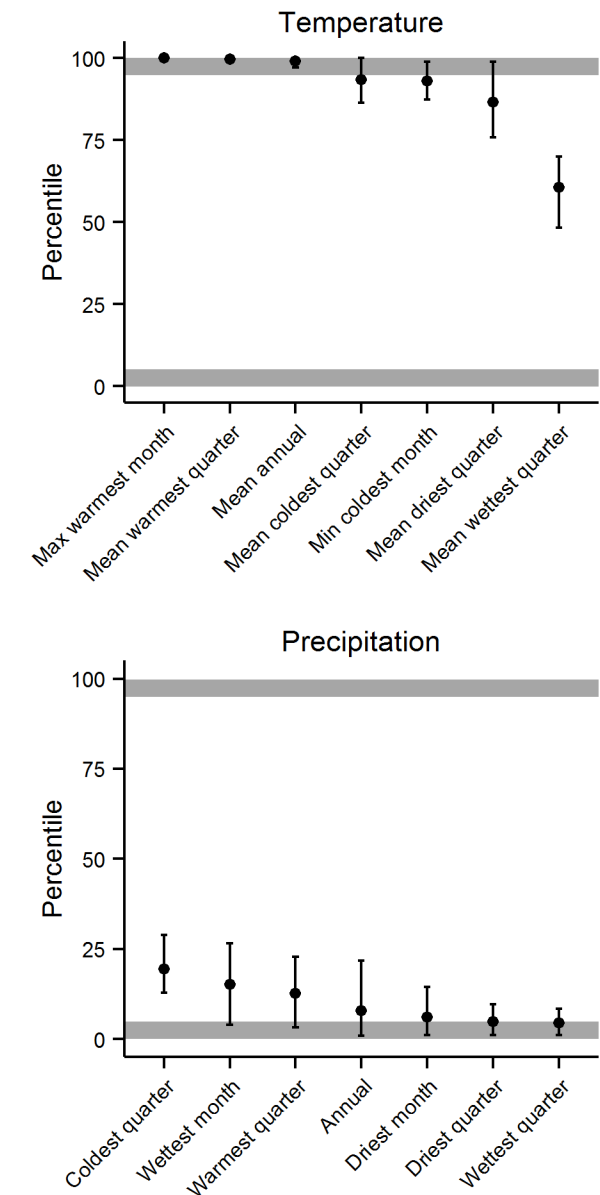 Temperature
Percentile
100
75
50
25
0
Max warmest month
Mean warmest quarter
Mean annual
Mean coldest quarter
Min coldest month
Mean driest quarter
Mean wettest quarter
Precipitation
Percentile
100
75
50
25
0
Coldest quarter
Wettest month
Warmest quarter
Annual
Driest month
Driest quarter
Wettest quarter